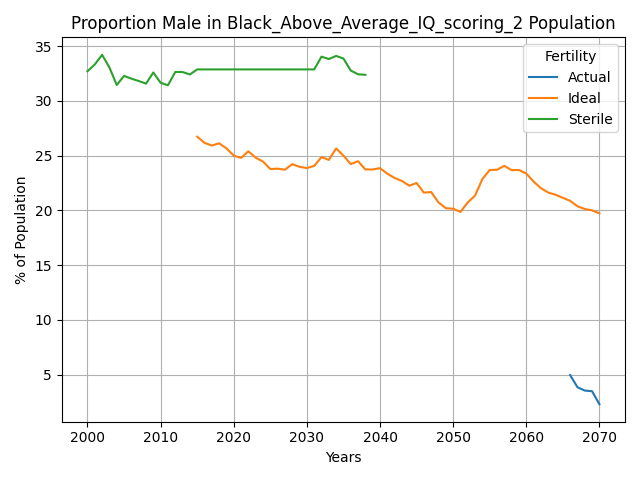 Proportion Male in Black_Above_Average_IQ_scoring_2 Population
35
30
25
20
15
10
5
% of Population
Fertility
Actual
Ideal
Sterile
2000 2010 2020 2030 2040 2050 2060 2070
Years